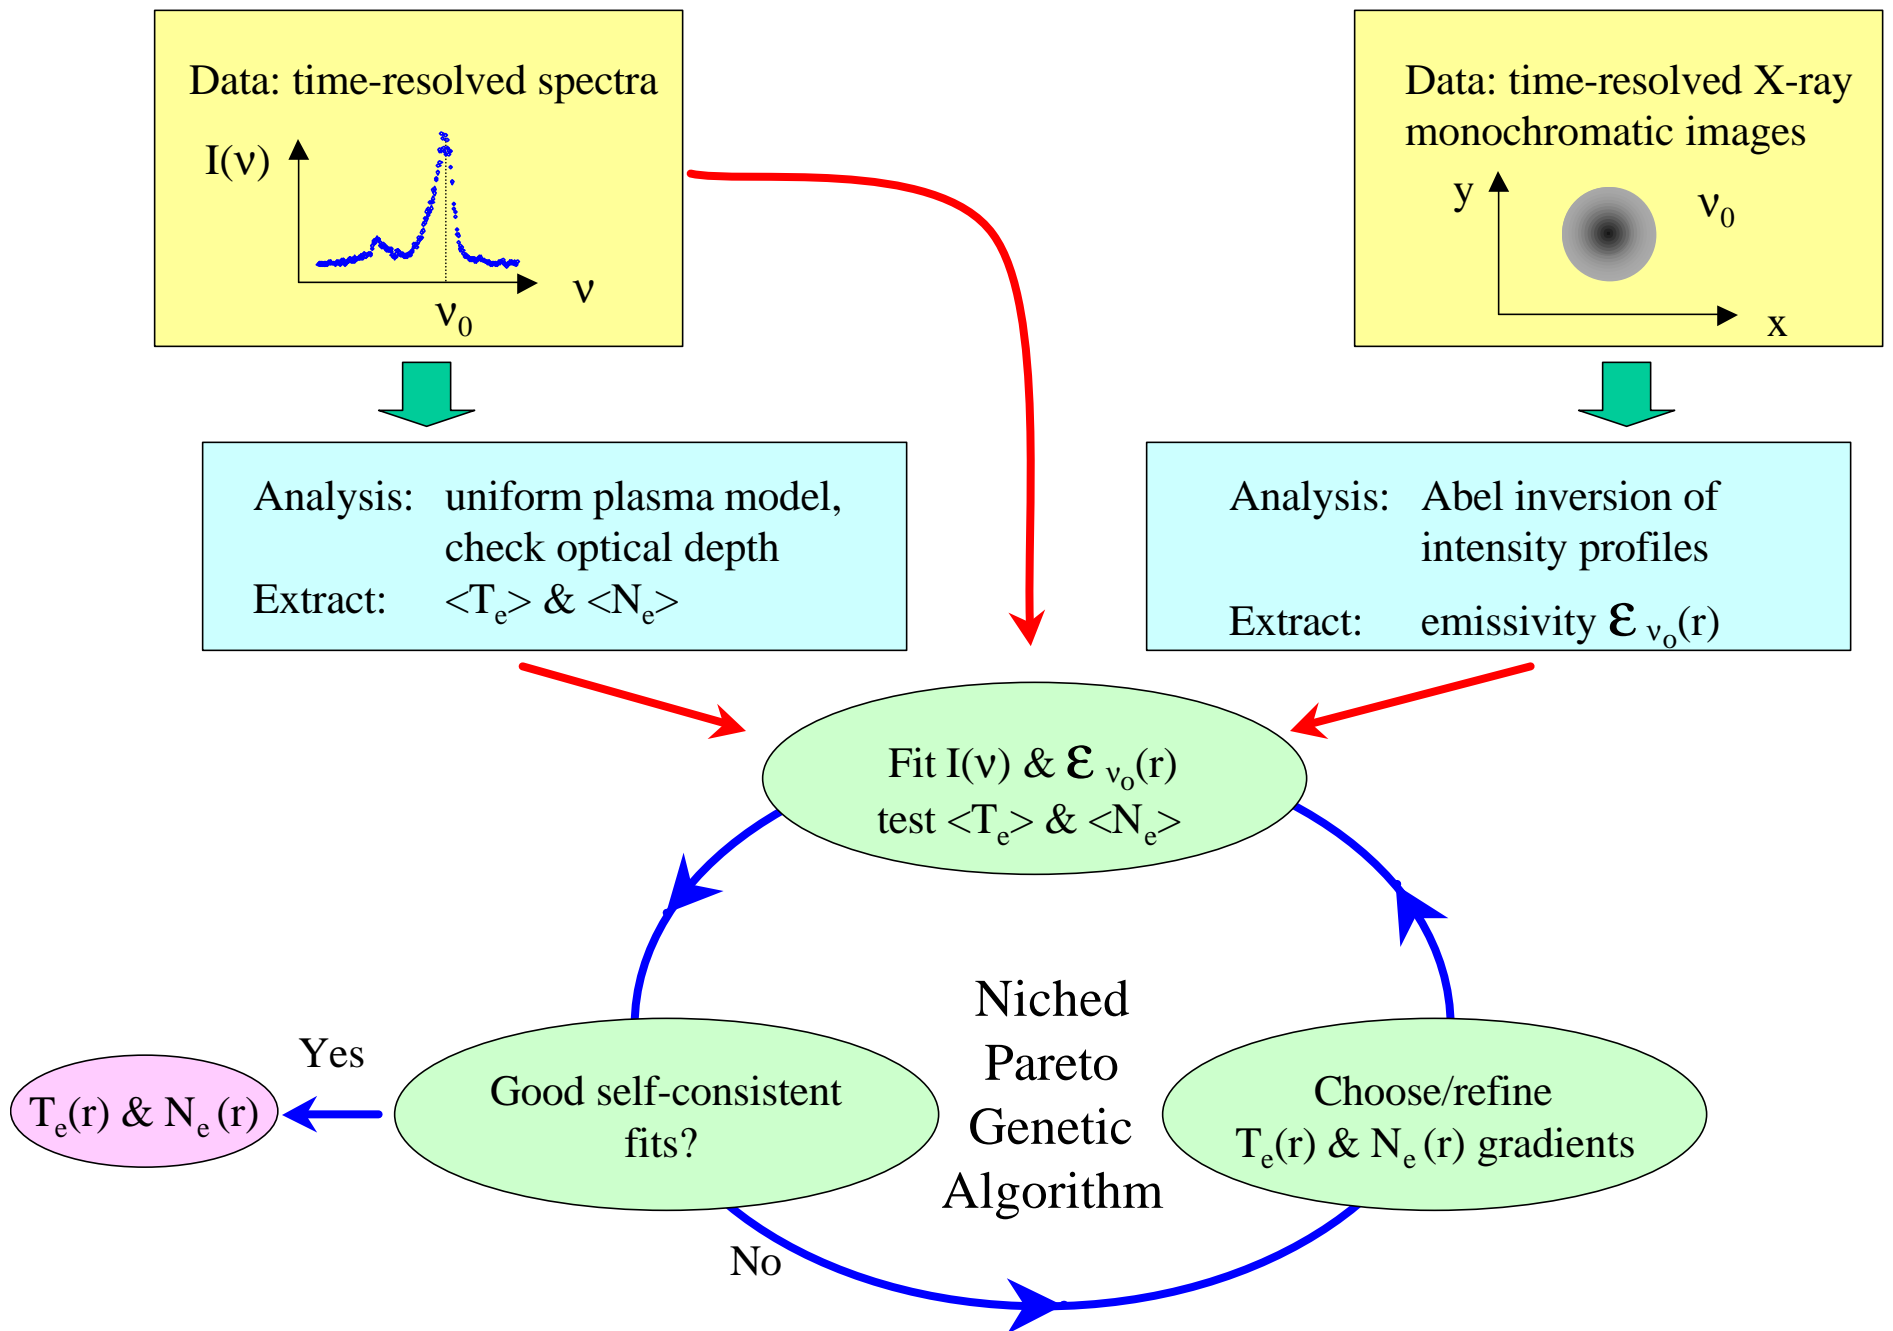 Data: time-resolved spectra
I(ν)
ν
ν₀
Data: time-resolved X-ray
monochromatic images
y
ν₀
x
Analysis: uniform plasma model,
check optical depth
Extract: <Tₑ> & <Nₑ>
Analysis: Abel inversion of
intensity profiles
Extract: emissivity ε νₒ(r)
Fit I(ν) & ε νₒ(r)
test <Tₑ> & <Nₑ>
Niched
Pareto
Genetic
Algorithm
Yes
Tₑ(r) & Nₑ(r)
Good self-consistent
fits?
Choose/refine
Tₑ(r) & Nₑ(r) gradients
No